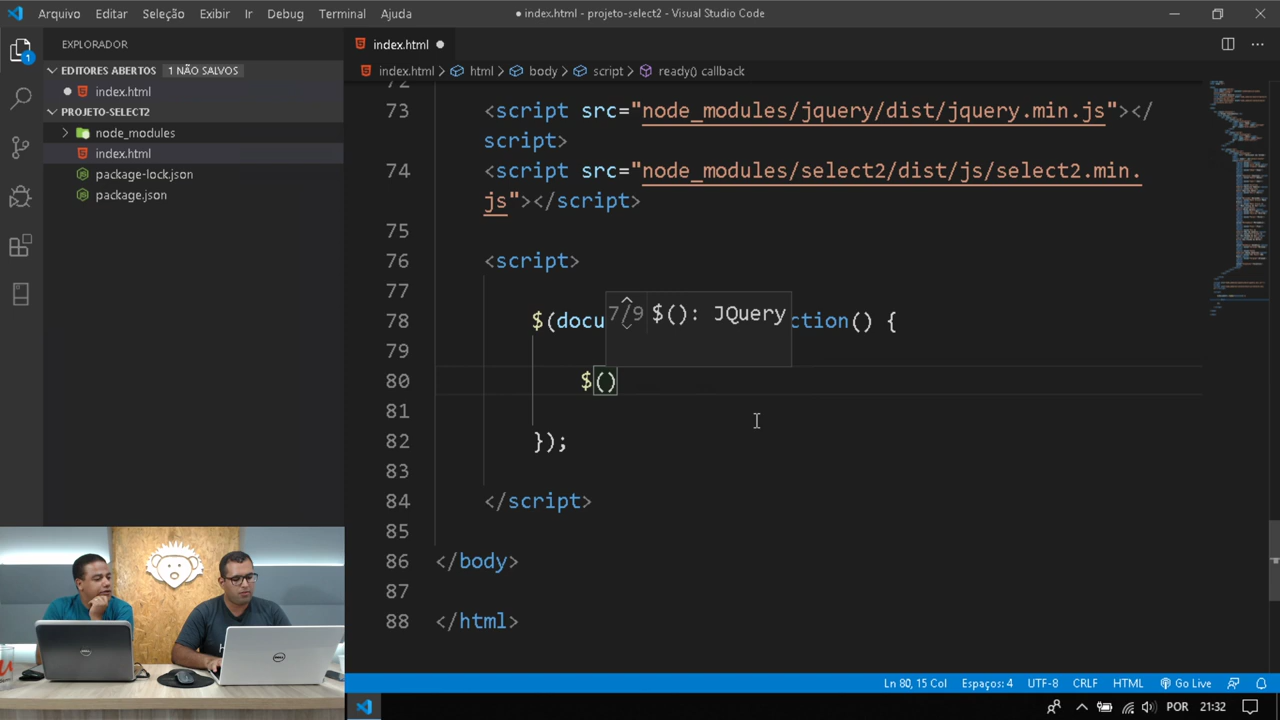 Arquivo Editar Seleção Exibir Ir Debug Terminal Ajuda
● index.html - projeto-select2 - Visual Studio Code
EXPLORADOR
EDITORES ABERTOS 1 NÃO SALVOS
● index.html
PROJETO-SELECT2
node_modules
index.html
package-lock.json
package.json
index.html ●
index.html > html > body > script > ready() callback
72
73 <script src="node_modules/jquery/dist/jquery.min.js"></
script>
74 <script src="node_modules/select2/dist/js/select2.min.
js"></script>
75
76 <script>
77
7/9 $(): JQuery
78 $(docu ction() {
79
80 $()
81
82 });
83
84 </script>
85
86 </body>
87
88 </html>
1
Ln 80, 15 Col Espaços: 4 UTF-8 CRLF HTML Go Live
POR 21:32